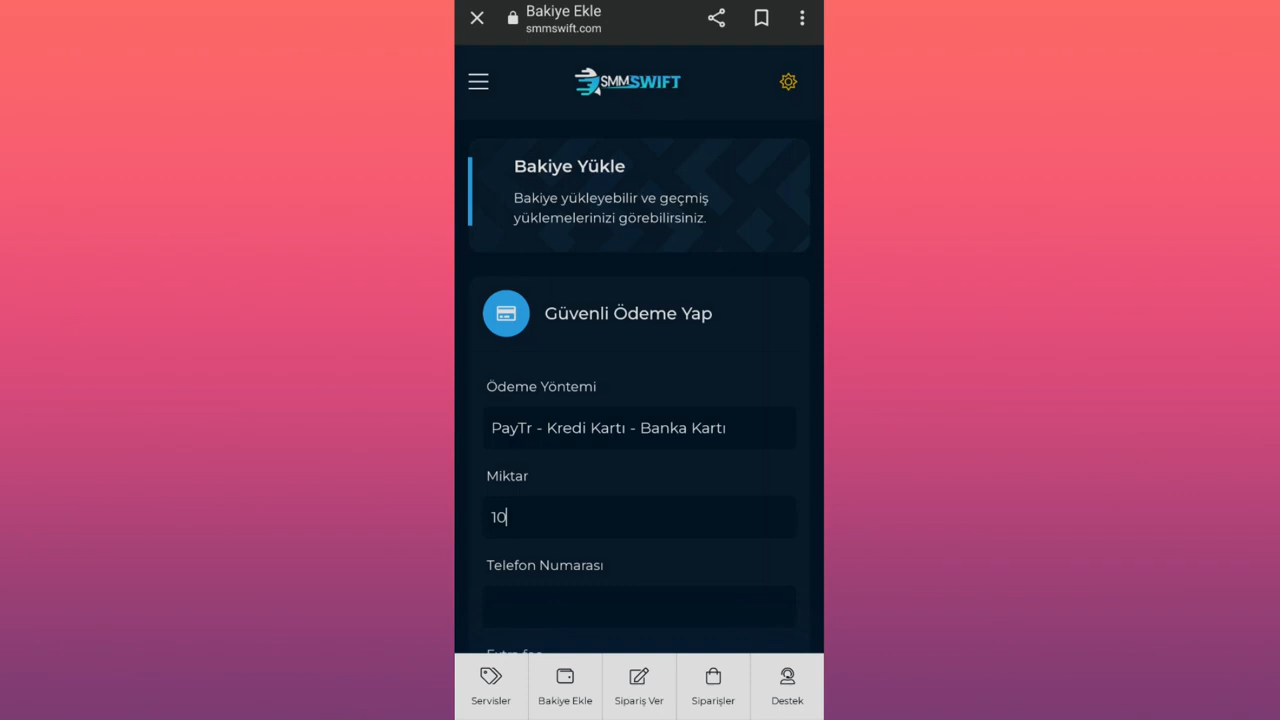 Bakiye Ekle
smmswift.com
SMMSWIFT
Bakiye Yükle
Bakiye yükleyebilir ve geçmiş
yüklemelerinizi görebilirsiniz.
Güvenli Ödeme Yap
Ödeme Yöntemi
PayTr - Kredi Kartı - Banka Kartı
Miktar
10
Telefon Numarası
Servisler
Bakiye Ekle
Sipariş Ver
Siparişler
Destek